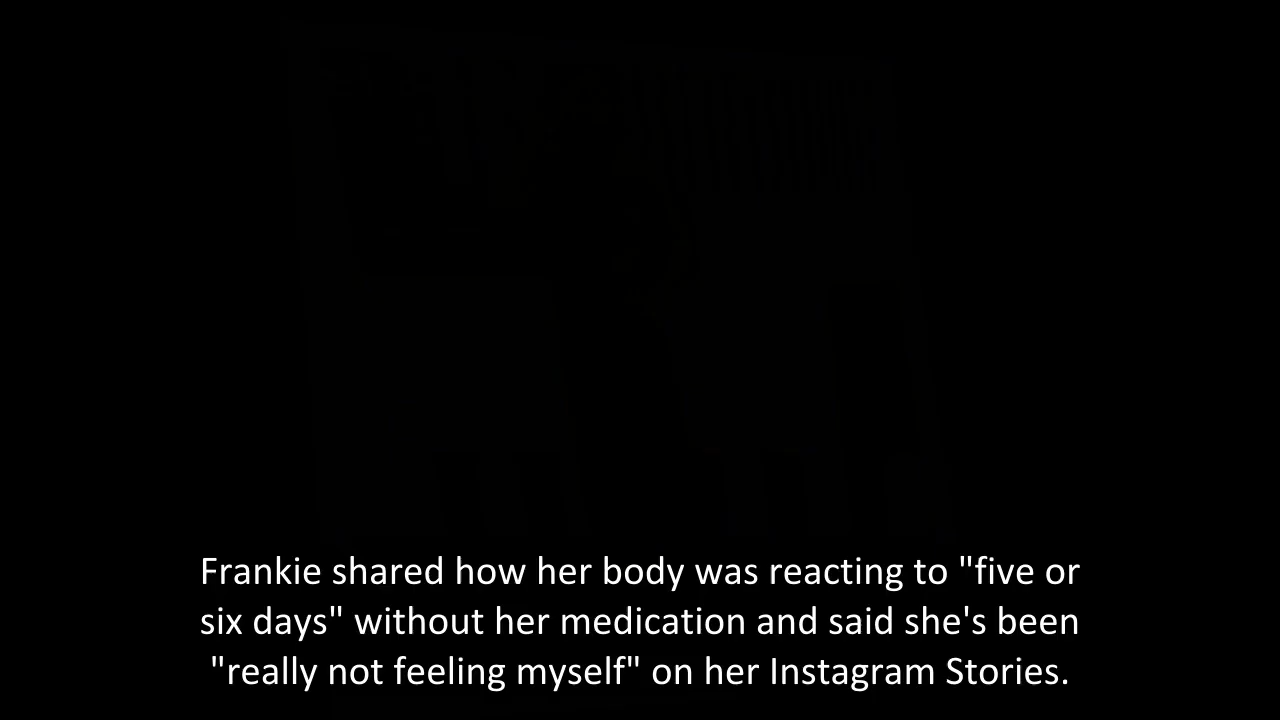 Frankie shared how her body was reacting to "five or
six days" without her medication and said she's been
"really not feeling myself" on her Instagram Stories.